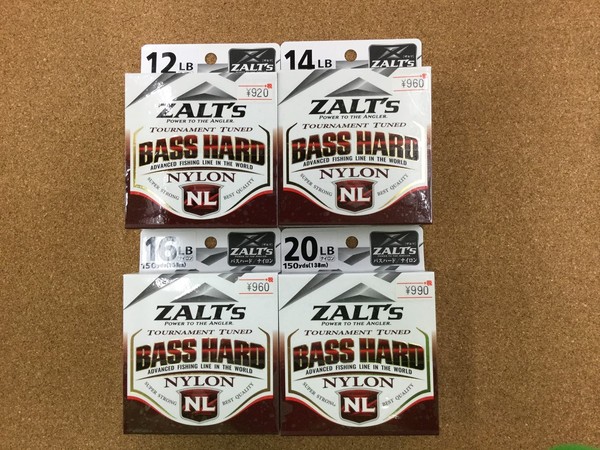 12LB
ZALT's
¥920
ZALT's
POWER TO THE ANGLER.
TOURNAMENT TUNED
BASS HARD
ADVANCED FISHING LINE IN THE WORLD
NYLON
SUPER STRONG
NL
BEST QUALITY
14LB
ZALT's
¥960
ZALT's
POWER TO THE ANGLER.
TOURNAMENT TUNED
BASS HARD
ADVANCED FISHING LINE IN THE WORLD
NYLON
SUPER STRONG
NL
BEST QUALITY
16LB
ナイロン
150yds(138m)
ZALT's
バスハード ナイロン
¥960
ZALT's
POWER TO THE ANGLER.
TOURNAMENT TUNED
BASS HARD
ADVANCED FISHING LINE IN THE WORLD
NYLON
SUPER STRONG
NL
BEST QUALITY
20LB
ナイロン
150yds(138m)
ZALT's
バスハード ナイロン
¥990
ZALT's
POWER TO THE ANGLER.
TOURNAMENT TUNED
BASS HARD
ADVANCED FISHING LINE IN THE WORLD
NYLON
SUPER STRONG
NL
BEST QUALITY